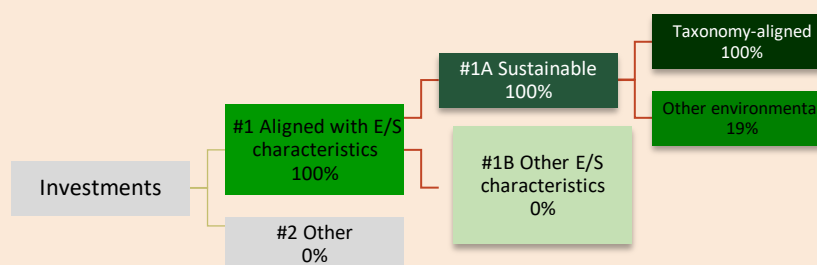 Investments
#1 Aligned with E/S
characteristics
100%
#2 Other
0%
#1A Sustainable
100%
#1B Other E/S
characteristics
0%
Taxonomy-aligned
100%
Other environmenta
19%